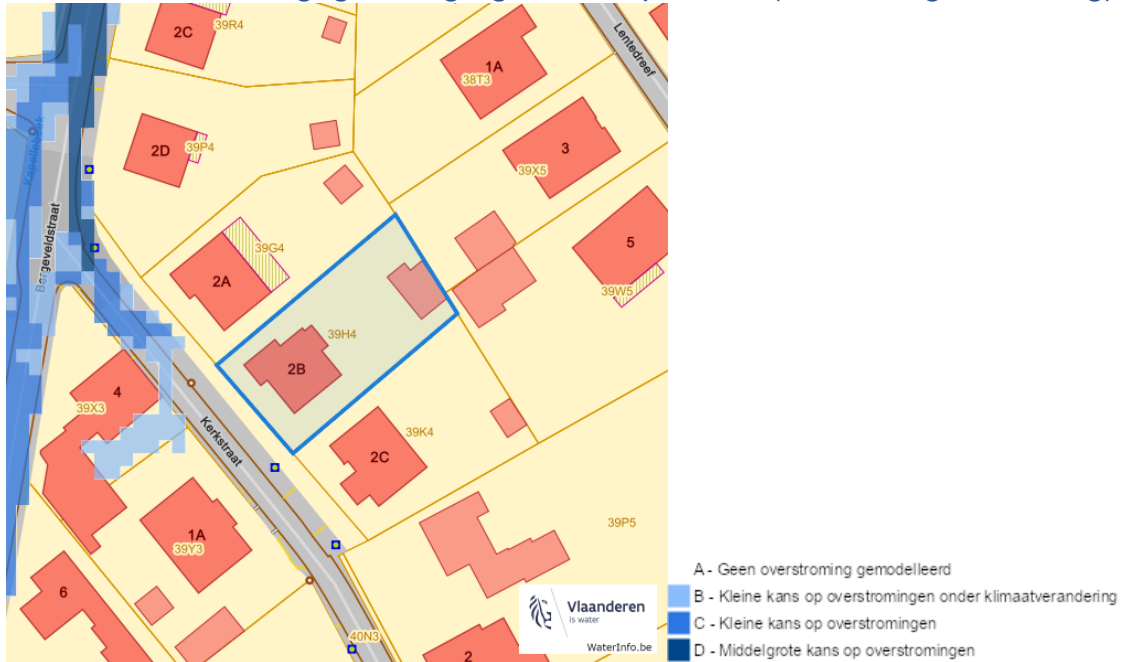 2C
39R4
Lentedreef
1A
38T3
Kapellebeek
2D
39P4
3
39X5
Bergeveldstraat
39G4
2A
5
39W5
39H4
2B
4
39X3
Kerkstraat
39K4
2C
1A
39Y3
39P5
6
40N3
2
Vlaanderen
is water
WaterInfo.be
A - Geen overstroming gemodelleerd
B - Kleine kans op overstromingen onder klimaatverandering
C - Kleine kans op overstromingen
D - Middelgrote kans op overstromingen